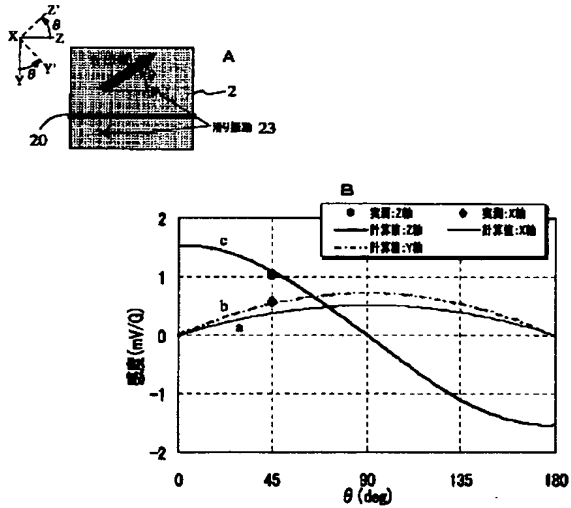 Z'
θ
X
Z
A
θ
Y
Y'
2
20
滑り振動 23
B
実測:Z軸
実測:X軸
計算値:Z軸
計算値:X軸
計算値:Y軸
2
1
0
-1
-2
c
b
a
感度(mV/G)
0
45
90
135
180
θ(deg)